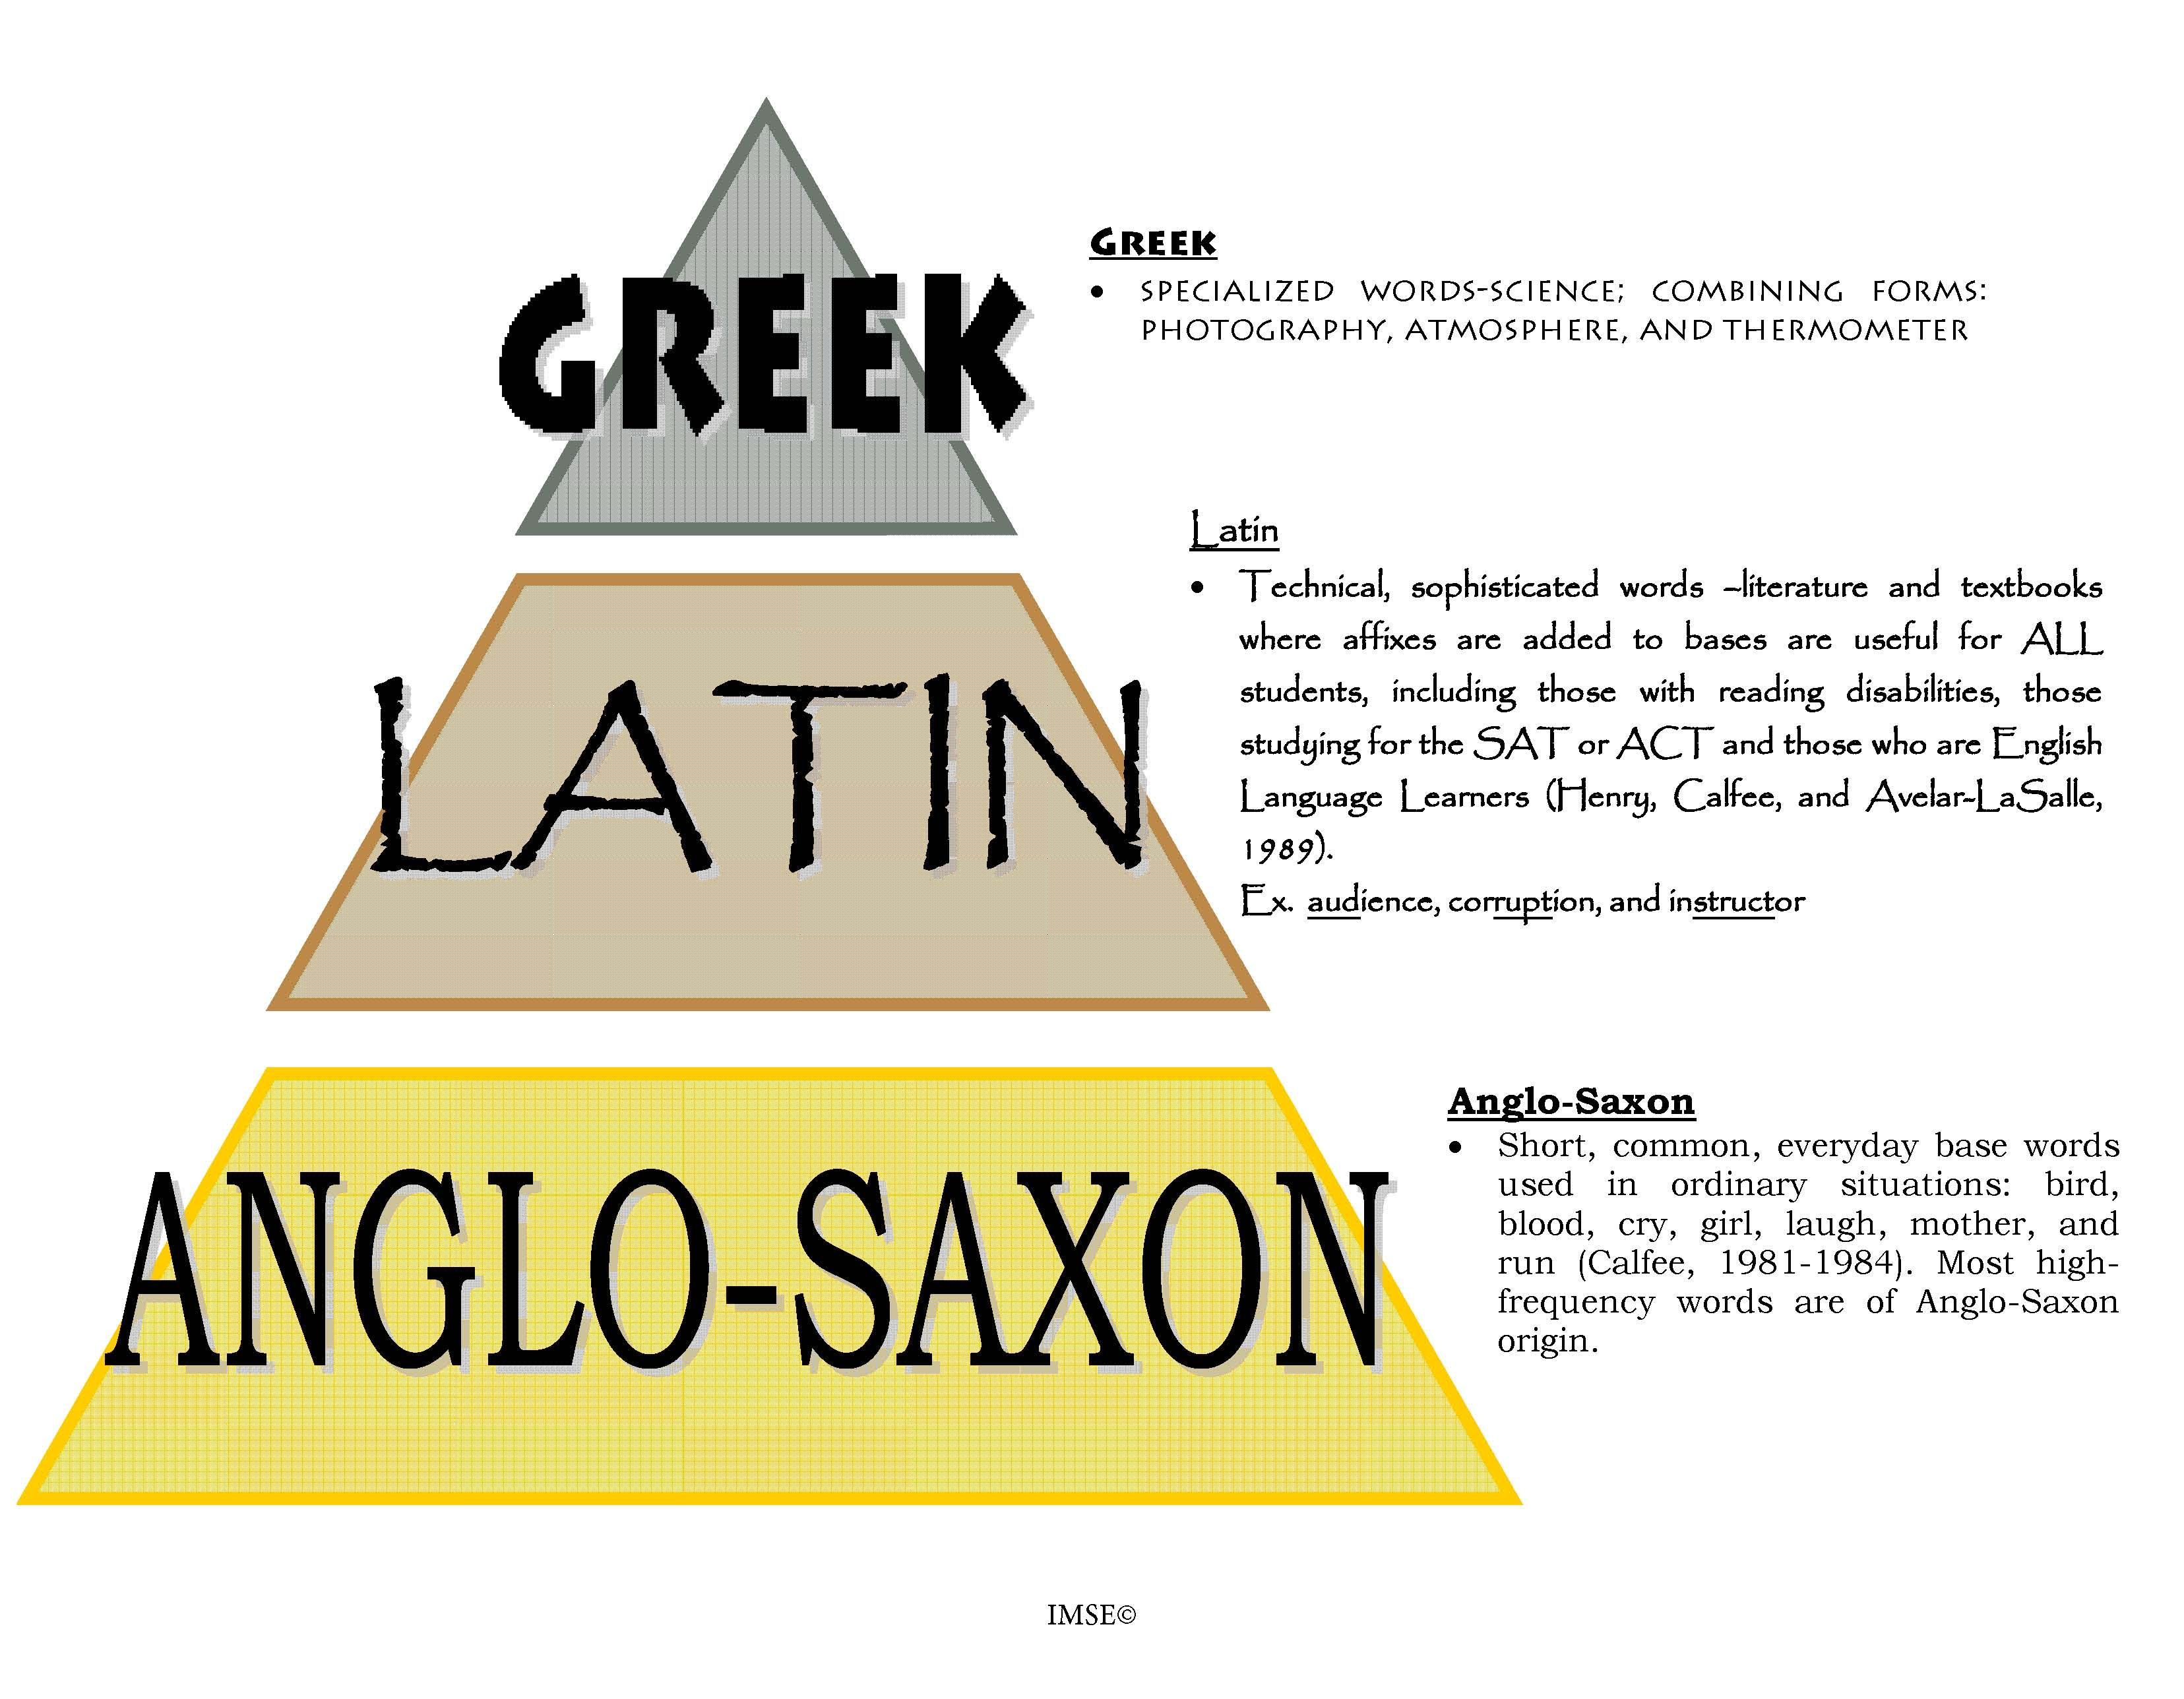 GREEK
GREEK
• SPECIALIZED WORDS-SCIENCE; COMBINING FORMS:
PHOTOGRAPHY, ATMOSPHERE, AND THERMOMETER
LATIN
Latin
• Technical, sophisticated words –literature and textbooks
where affixes are added to bases are useful for ALL
students, including those with reading disabilities, those
studying for the SAT or ACT and those who are English
Language Learners (Henry, Calfee, and Avelar-LaSalle,
1989).
Ex. audience, corruption, and instructor
ANGLO-SAXON
Anglo-Saxon
• Short, common, everyday base words
used in ordinary situations: bird,
blood, cry, girl, laugh, mother, and
run (Calfee, 1981-1984). Most high-
frequency words are of Anglo-Saxon
origin.
IMSE©